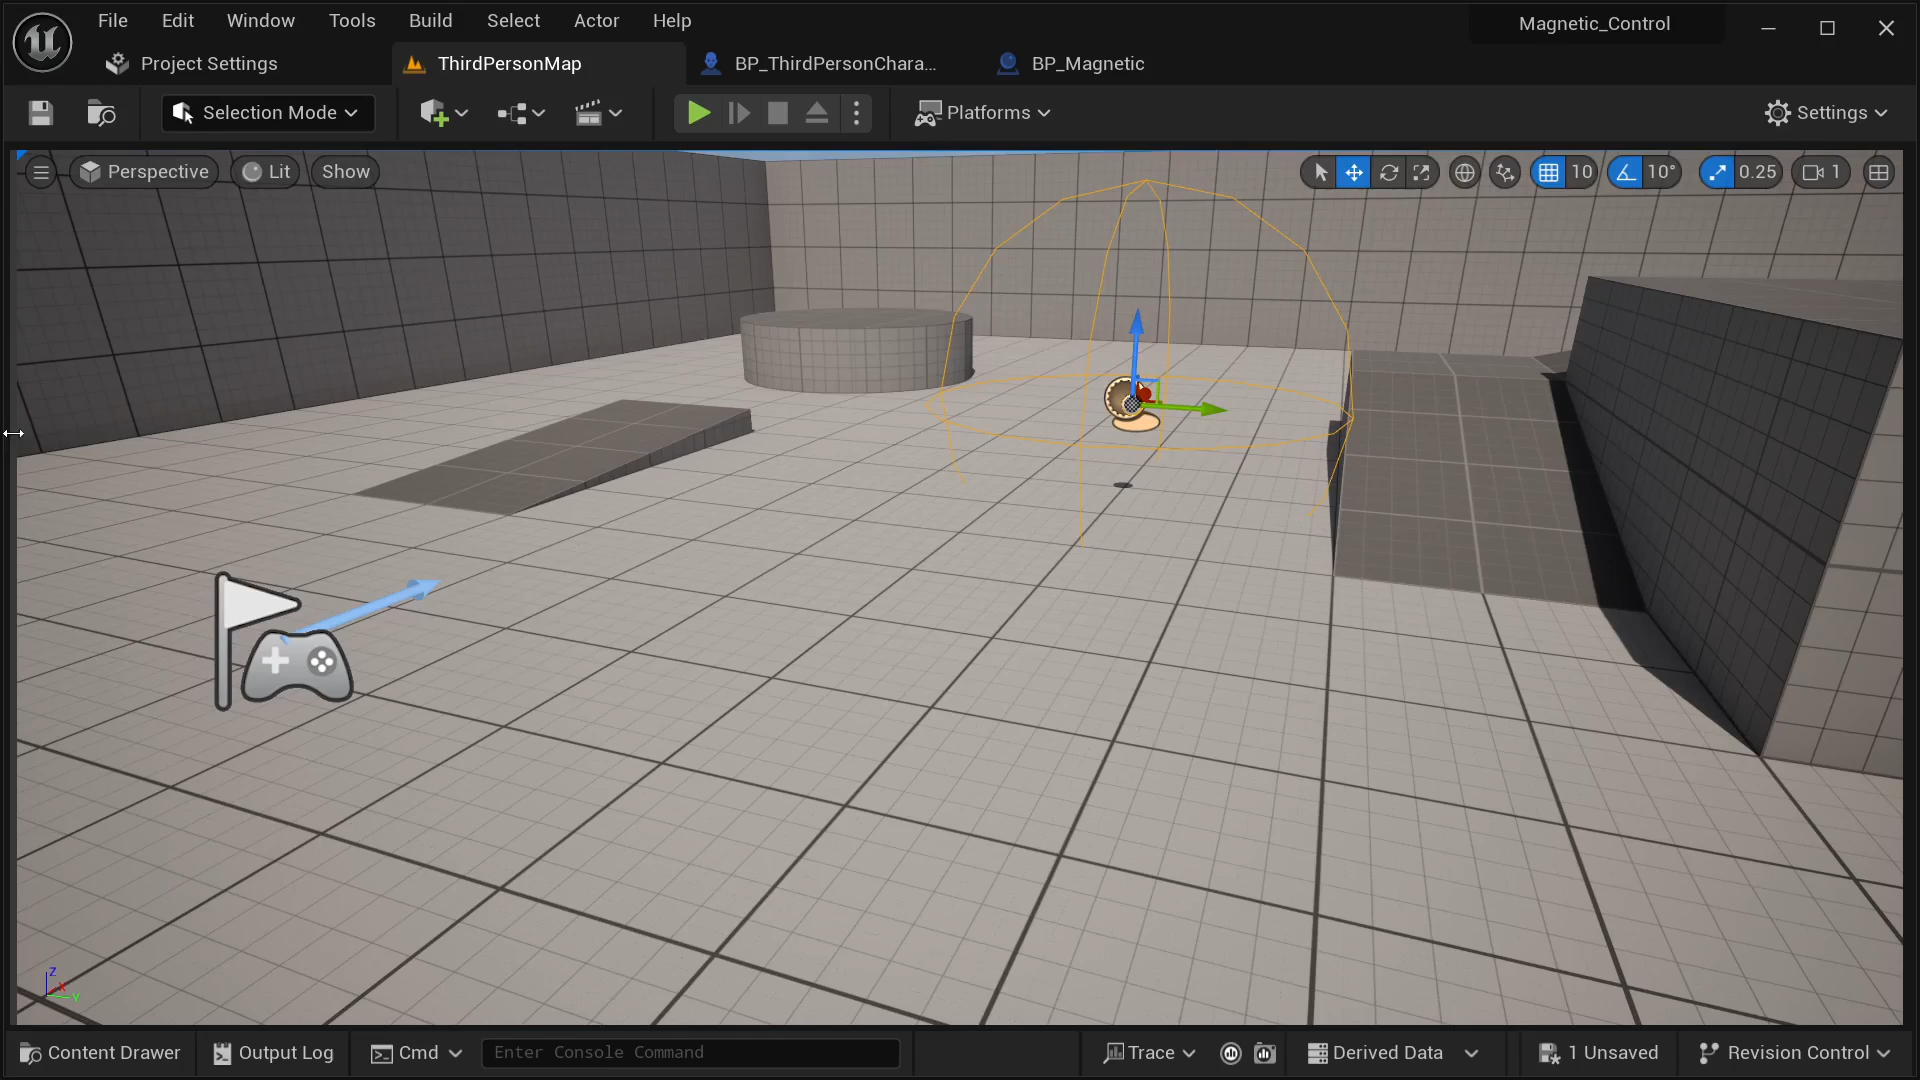 File Edit Window Tools Build Select Actor Help Magnetic_Control
Project Settings ThirdPersonMap BP_ThirdPersonChara... BP_Magnetic
Selection Mode Platforms Settings
Perspective Lit Show 10 10° 0.25 1
Z
X
Y
Content Drawer Output Log Cmd Enter Console Command Trace Derived Data 1 Unsaved Revision Control